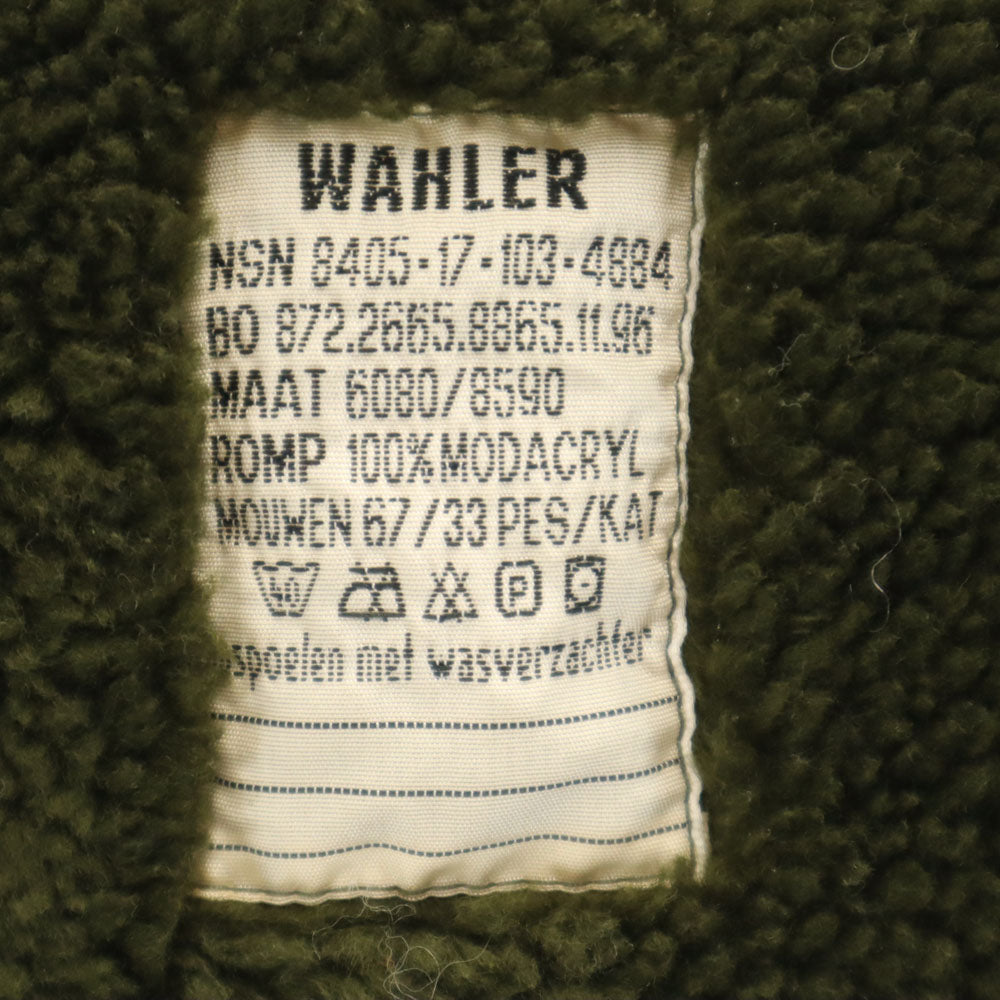 WAHLER
NSN 8405-17-103-4884
BO 872.2665.8865.11.96
MAAT 6080/8590
ROMP 100% MODACRYL
MOUWEN 67/33 PES/KAT
40 P
spoelen met wasverzachter